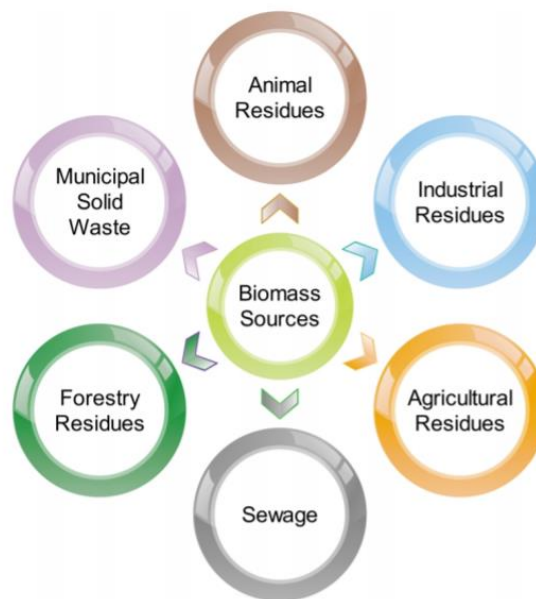 Animal
Residues
Municipal
Solid
Waste
Industrial
Residues
Biomass
Sources
Forestry
Residues
Agricultural
Residues
Sewage